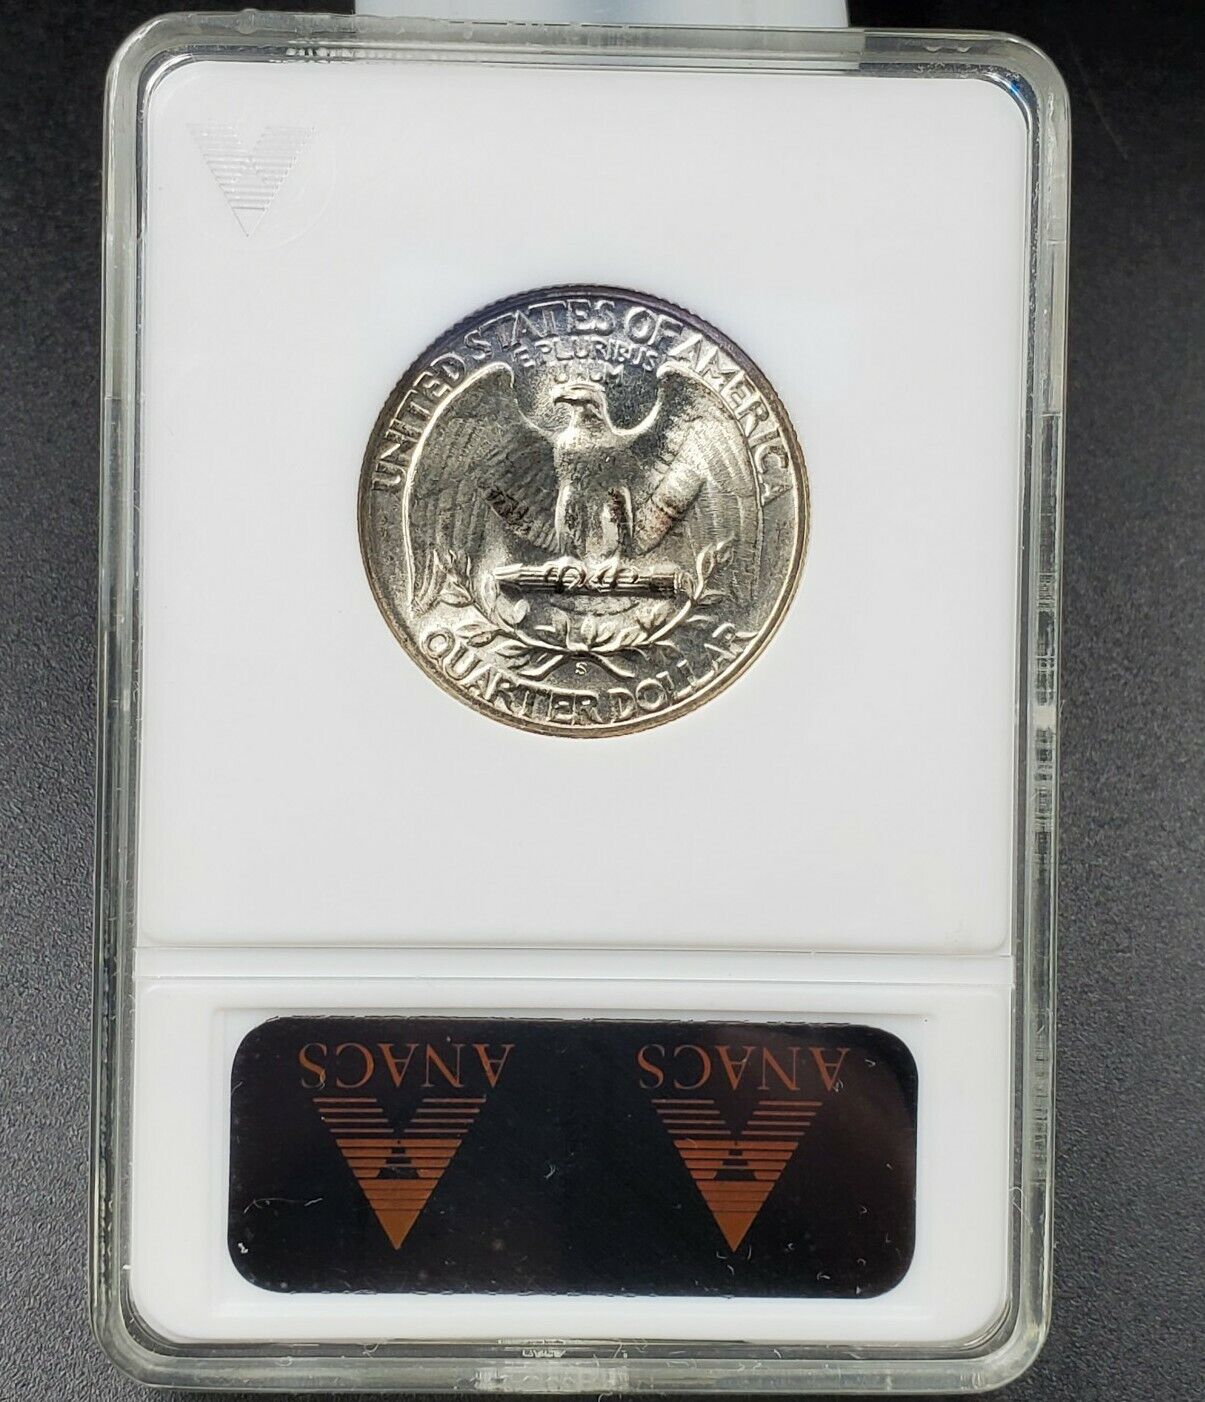 UNITED STATES OF AMERICA
E PLURIBUS
UNUM
S
QUARTER DOLLAR
ANACS ANACS